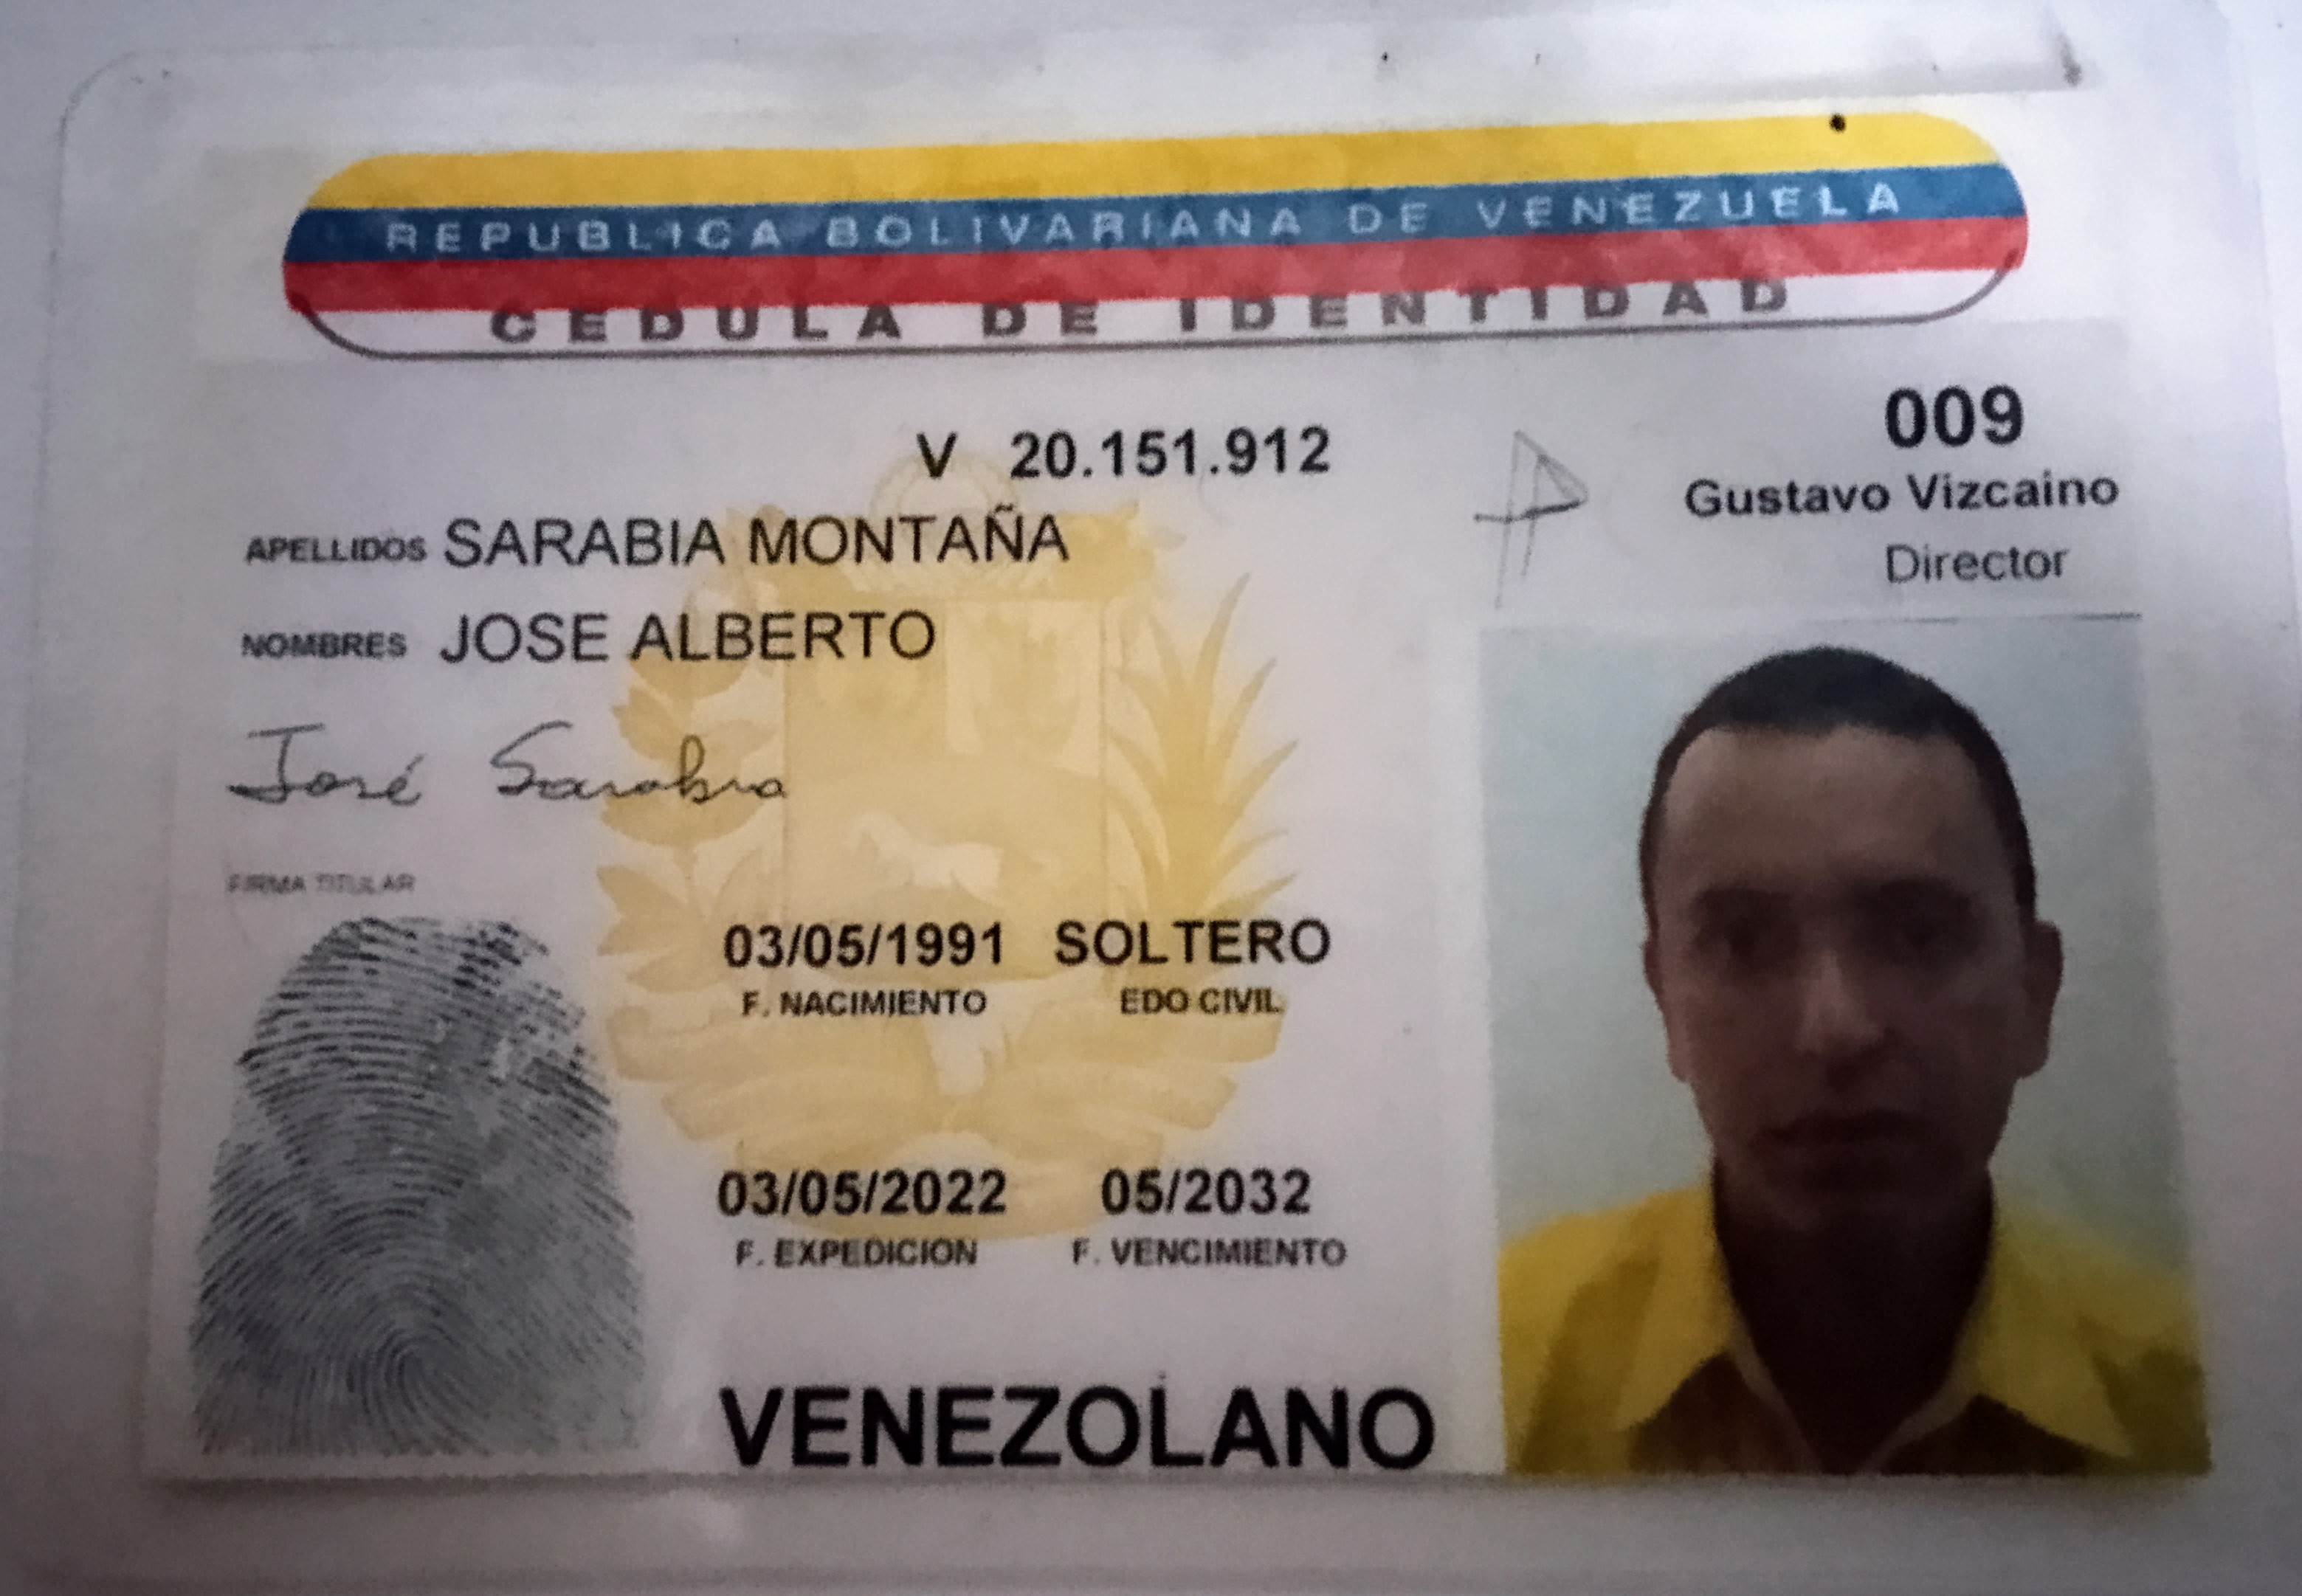 REPUBLICA BOLIVARIANA DE VENEZUELA
CEDULA DE IDENTIDAD
V 20.151.912
009
Gustavo Vizcaino
Director
APELLIDOS SARABIA MONTAÑA
NOMBRES JOSE ALBERTO
José Sarabia
FIRMA TITULAR
03/05/1991 SOLTERO
F. NACIMIENTO EDO CIVIL
03/05/2022 05/2032
F. EXPEDICION F. VENCIMIENTO
VENEZOLANO